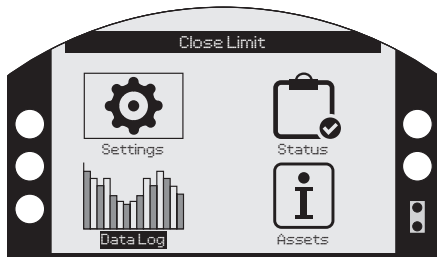 Close Limit
Settings
Status
Data Log
Assets